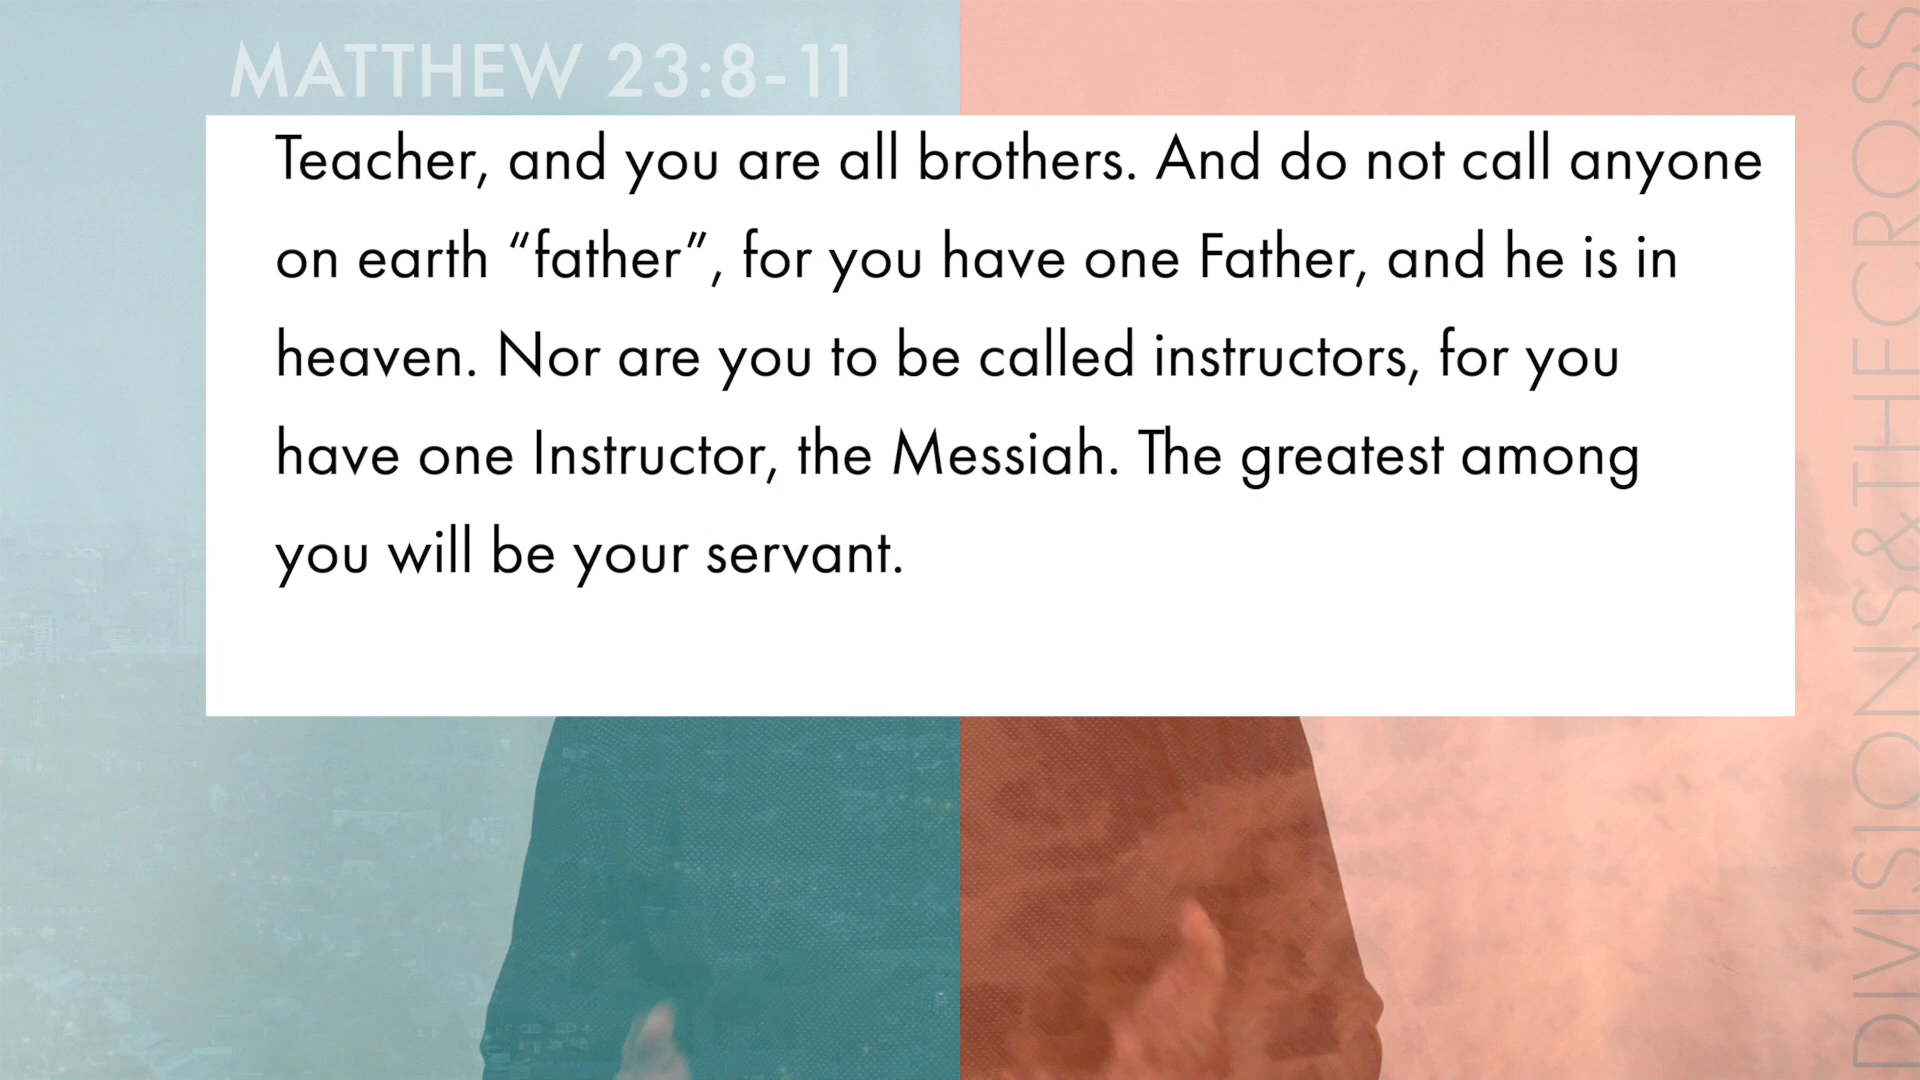 MATTHEW 23:8-11
Teacher, and you are all brothers. And do not call anyone
on earth “father”, for you have one Father, and he is in
heaven. Nor are you to be called instructors, for you
have one Instructor, the Messiah. The greatest among
you will be your servant.
DIVISIONS&THECROSS